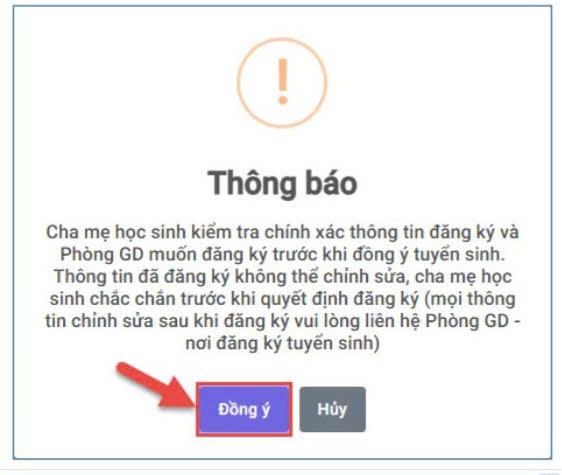 Thông báo
Cha mẹ học sinh kiểm tra chính xác thông tin đăng ký và
Phòng GD muốn đăng ký trước khi đồng ý tuyển sinh.
Thông tin đã đăng ký không thể chỉnh sửa, cha mẹ học
sinh chắc chắn trước khi quyết định đăng ký (mọi thông
tin chỉnh sửa sau khi đăng ký vui lòng liên hệ Phòng GD -
nơi đăng ký tuyển sinh)
Đồng ý Hủy